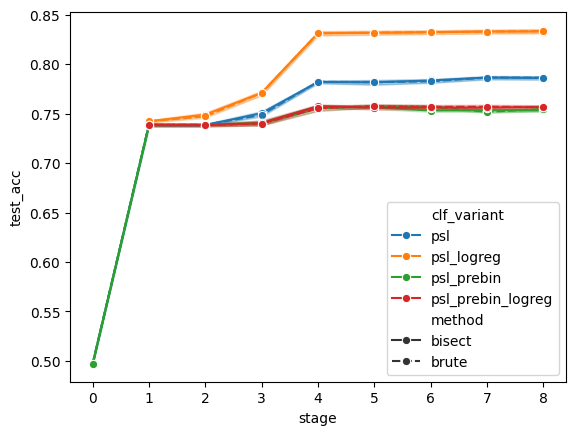 0.85
0.80
0.75
0.70
0.65
0.60
0.55
0.50
test_acc
0 1 2 3 4 5 6 7 8
stage
clf_variant
psl
psl_logreg
psl_prebin
psl_prebin_logreg
method
bisect
brute